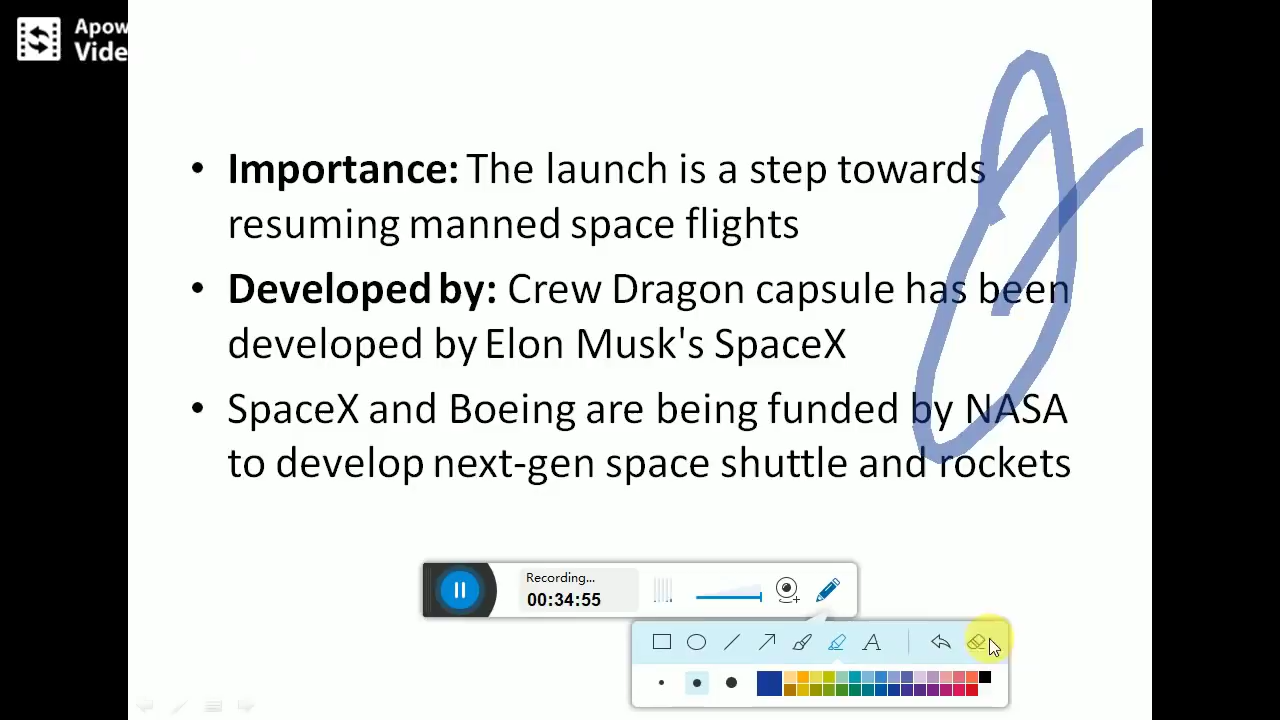 Apow
Vide
• Importance: The launch is a step towards
resuming manned space flights
• Developed by: Crew Dragon capsule has been
developed by Elon Musk's SpaceX
• SpaceX and Boeing are being funded by NASA
to develop next-gen space shuttle and rockets
Recording...
00:34:55
A